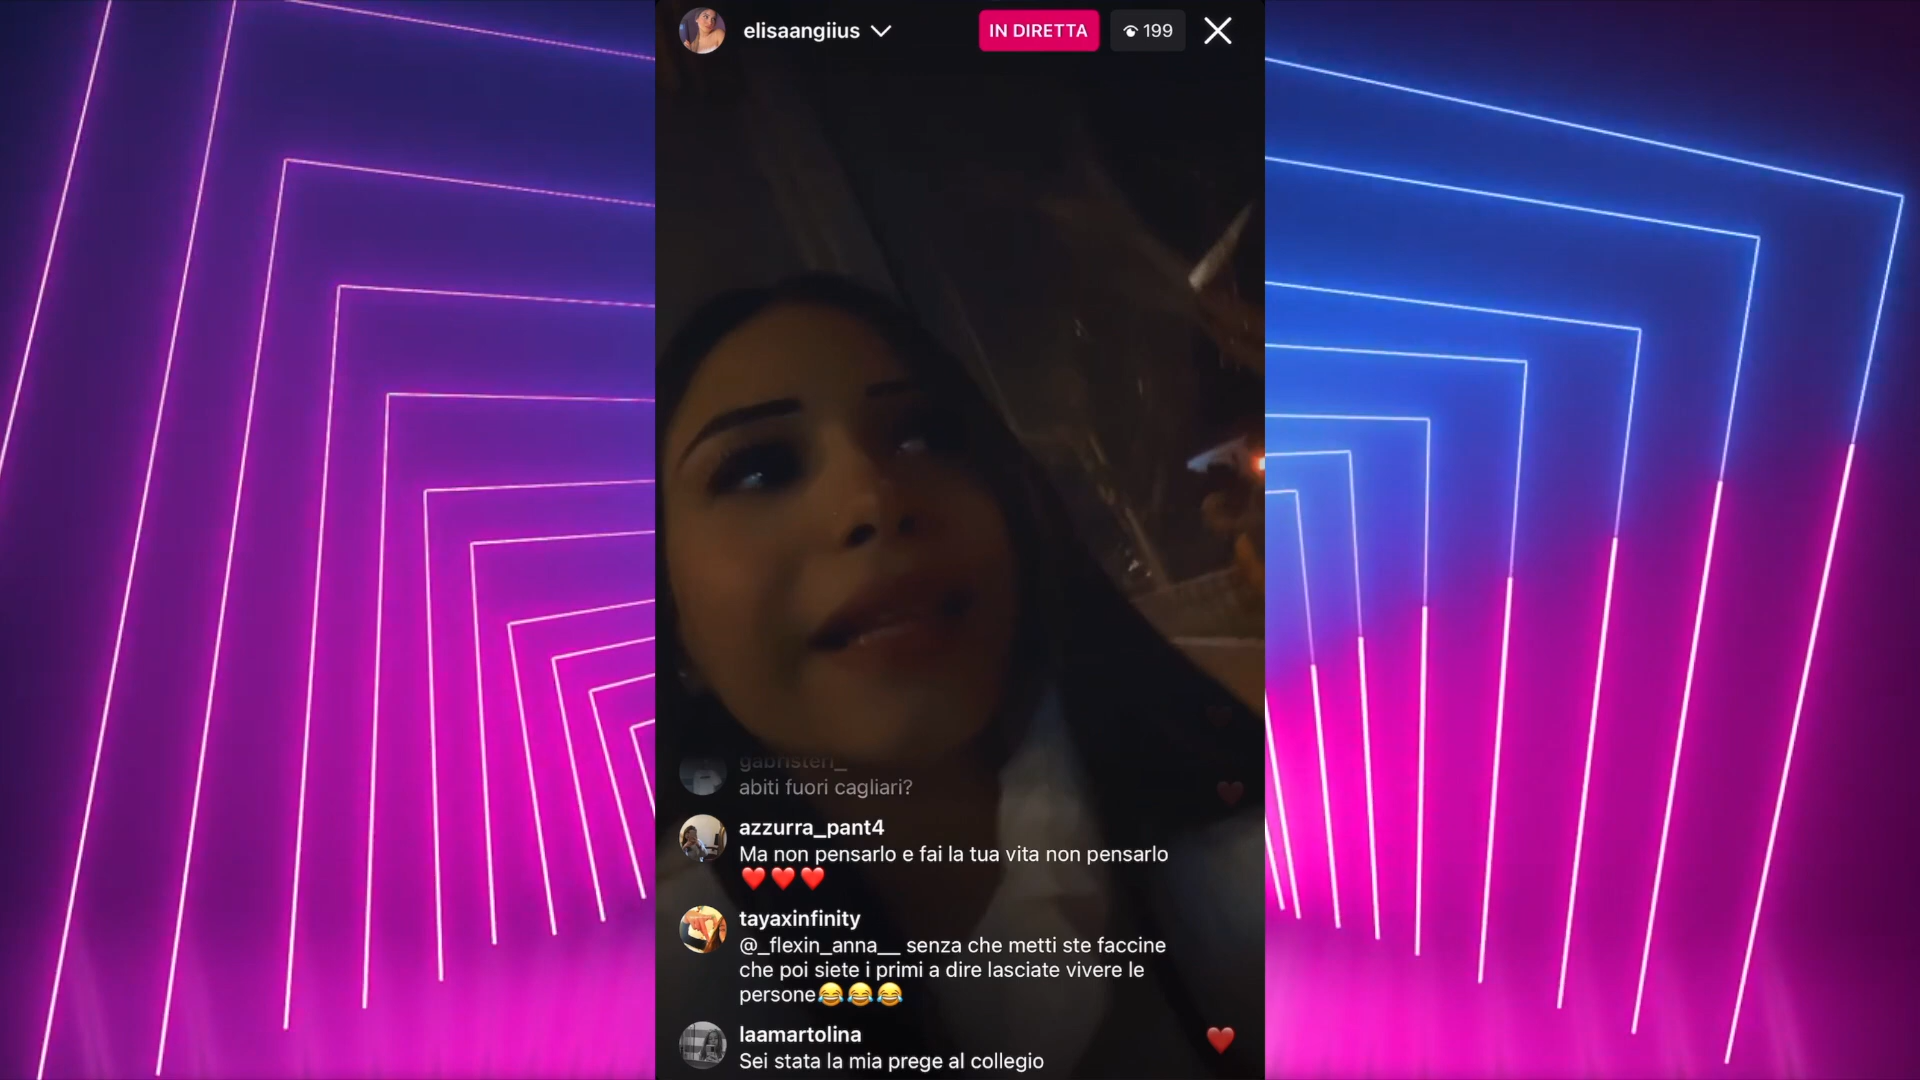 elisaangiius
IN DIRETTA
199
gabristeri_
abiti fuori cagliari?
azzurra_pant4
Ma non pensarlo e fai la tua vita non pensarlo
❤️❤️❤️
tayaxinfinity
@_flexin_anna__ senza che metti ste faccine
che poi siete i primi a dire lasciate vivere le
persone😂😂😂
laamartolina
Sei stata la mia prege al collegio